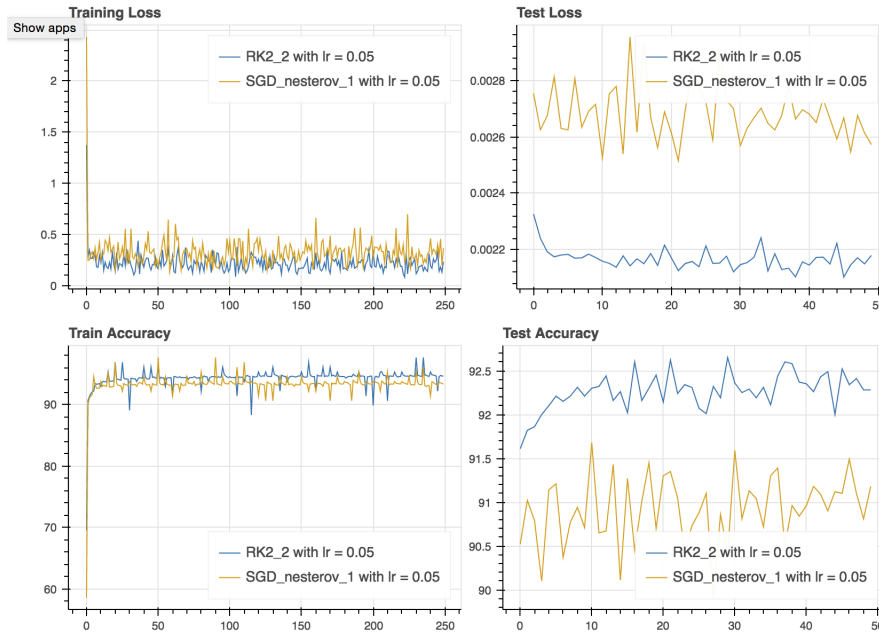 Training Loss
Show apps
RK2_2 with lr = 0.05
SGD_nesterov_1 with lr = 0.05
2
1.5
1
0.5
0
0 50 100 150 200 250
Test Loss
RK2_2 with lr = 0.05
SGD_nesterov_1 with lr = 0.05
0.0028
0.0026
0.0024
0.0022
0 10 20 30 40 50
Train Accuracy
90
80
70
60
RK2_2 with lr = 0.05
SGD_nesterov_1 with lr = 0.05
0 50 100 150 200 250
Test Accuracy
92.5
92
91.5
91
90.5
90
RK2_2 with lr = 0.05
SGD_nesterov_1 with lr = 0.05
0 10 20 30 40 50